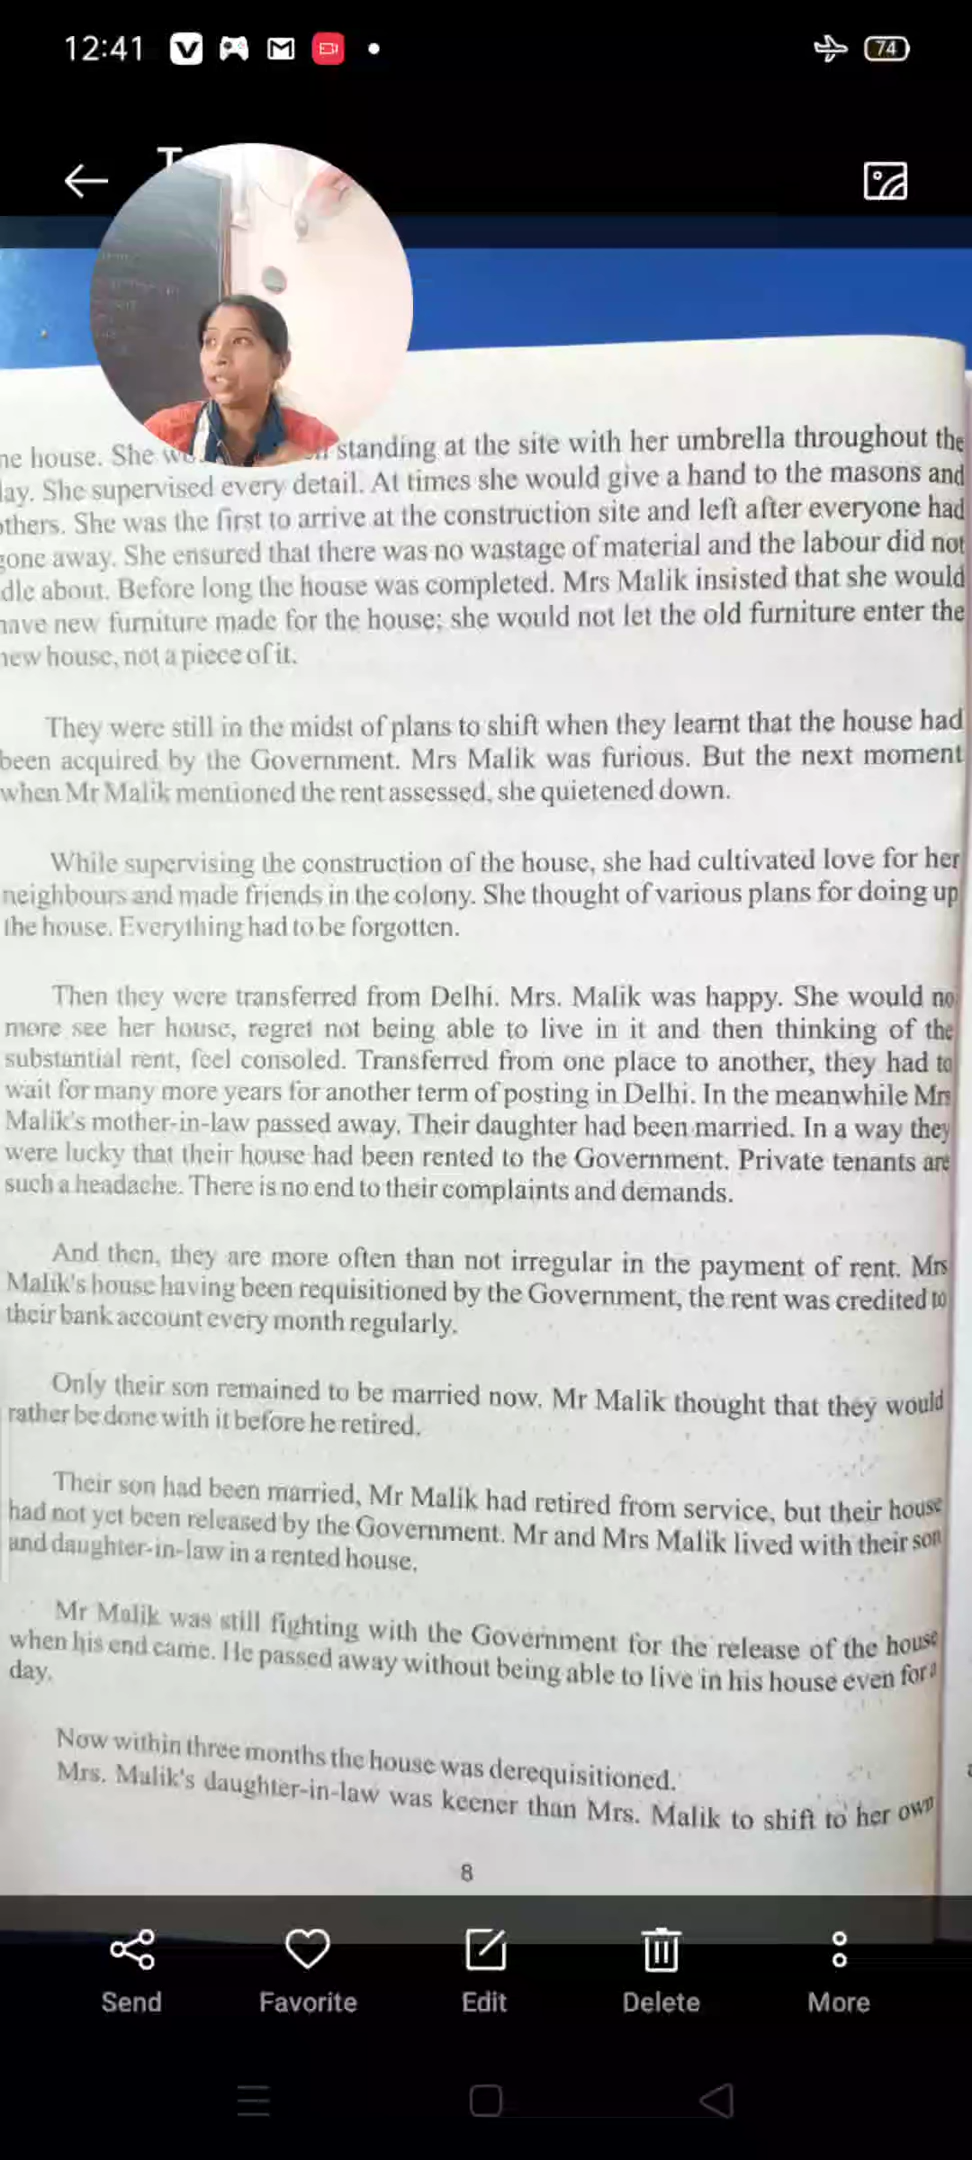 12:41
74
T
ne house. She standing at the site with her umbrella throughout the
lay. She supervised every detail. At times she would give a hand to the masons and
others. She was the first to arrive at the construction site and left after everyone had
gone away. She ensured that there was no wastage of material and the labour did not
dle about. Before long the house was completed. Mrs Malik insisted that she would
have new furniture made for the house; she would not let the old furniture enter the
new house, not a piece of it.
They were still in the midst of plans to shift when they learnt that the house had
been acquired by the Government. Mrs Malik was furious. But the next moment
when Mr Malik mentioned the rent assessed, she quietened down.
While supervising the construction of the house, she had cultivated love for her
neighbours and made friends in the colony. She thought of various plans for doing up
the house. Everything had to be forgotten.
Then they were transferred from Delhi. Mrs. Malik was happy. She would no
more see her house, regret not being able to live in it and then thinking of the
substantial rent, feel consoled. Transferred from one place to another, they had to
wait for many more years for another term of posting in Delhi. In the meanwhile Mrs
Malik's mother-in-law passed away. Their daughter had been married. In a way they
were lucky that their house had been rented to the Government. Private tenants are
such a headache. There is no end to their complaints and demands.
And then, they are more often than not irregular in the payment of rent. Mrs
Malik's house having been requisitioned by the Government, the rent was credited to
their bank account every month regularly.
Only their son remained to be married now. Mr Malik thought that they would
rather be done with it before he retired.
Their son had been married, Mr Malik had retired from service, but their house
had not yet been released by the Government. Mr and Mrs Malik lived with their son
and daughter-in-law in a rented house.
Mr Malik was still fighting with the Government for the release of the house
when his end came. He passed away without being able to live in his house even for a
day.
Now within three months the house was derequisitioned.
Mrs. Malik's daughter-in-law was keener than Mrs. Malik to shift to her own
8
Send Favorite Edit Delete More